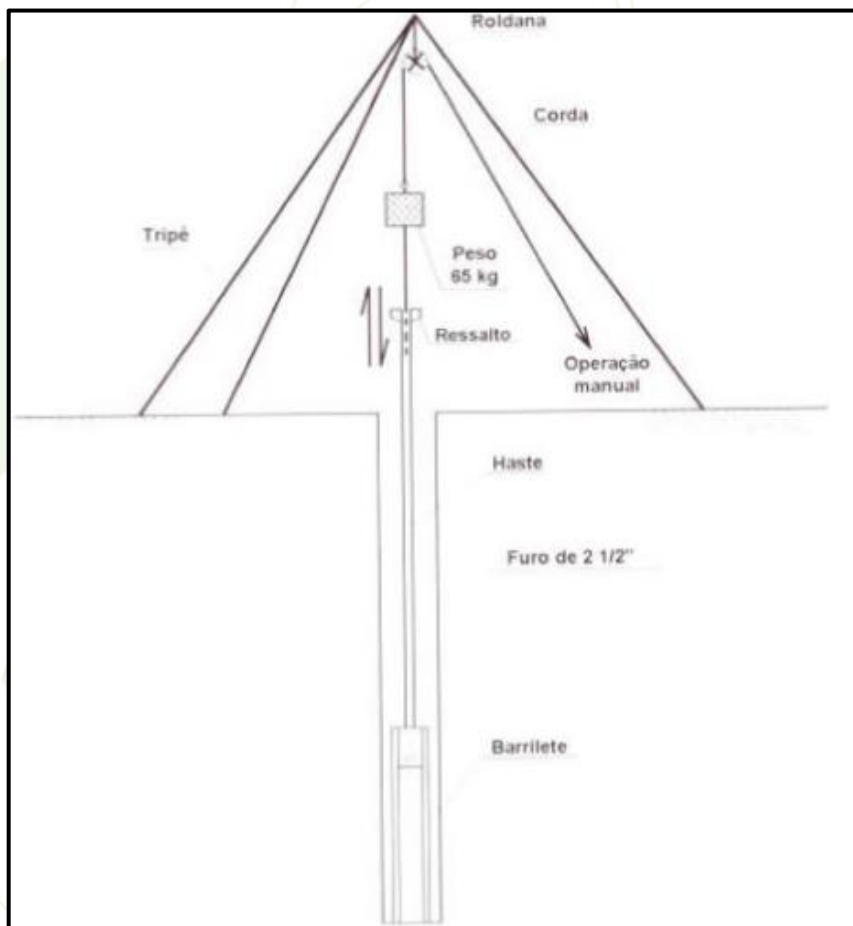 Roldana
Corda
Tripé
Peso
65 kg
Ressalto
Operação
manual
Haste
Furo de 2 1/2"
Barrilete